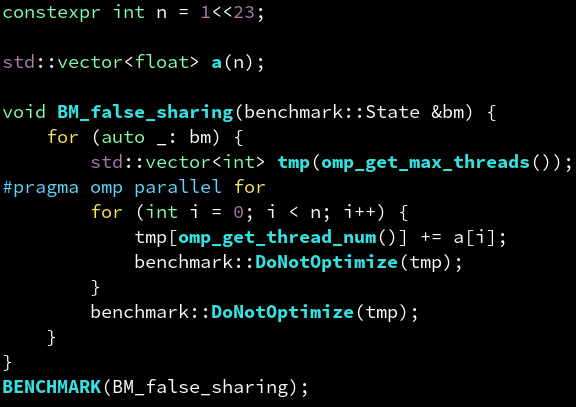 constexpr int n = 1<<23;

std::vector<float> a(n);

void BM_false_sharing(benchmark::State &bm) {
    for (auto _: bm) {
        std::vector<int> tmp(omp_get_max_threads());
#pragma omp parallel for
        for (int i = 0; i < n; i++) {
            tmp[omp_get_thread_num()] += a[i];
            benchmark::DoNotOptimize(tmp);
        }
        benchmark::DoNotOptimize(tmp);
    }
}
BENCHMARK(BM_false_sharing);